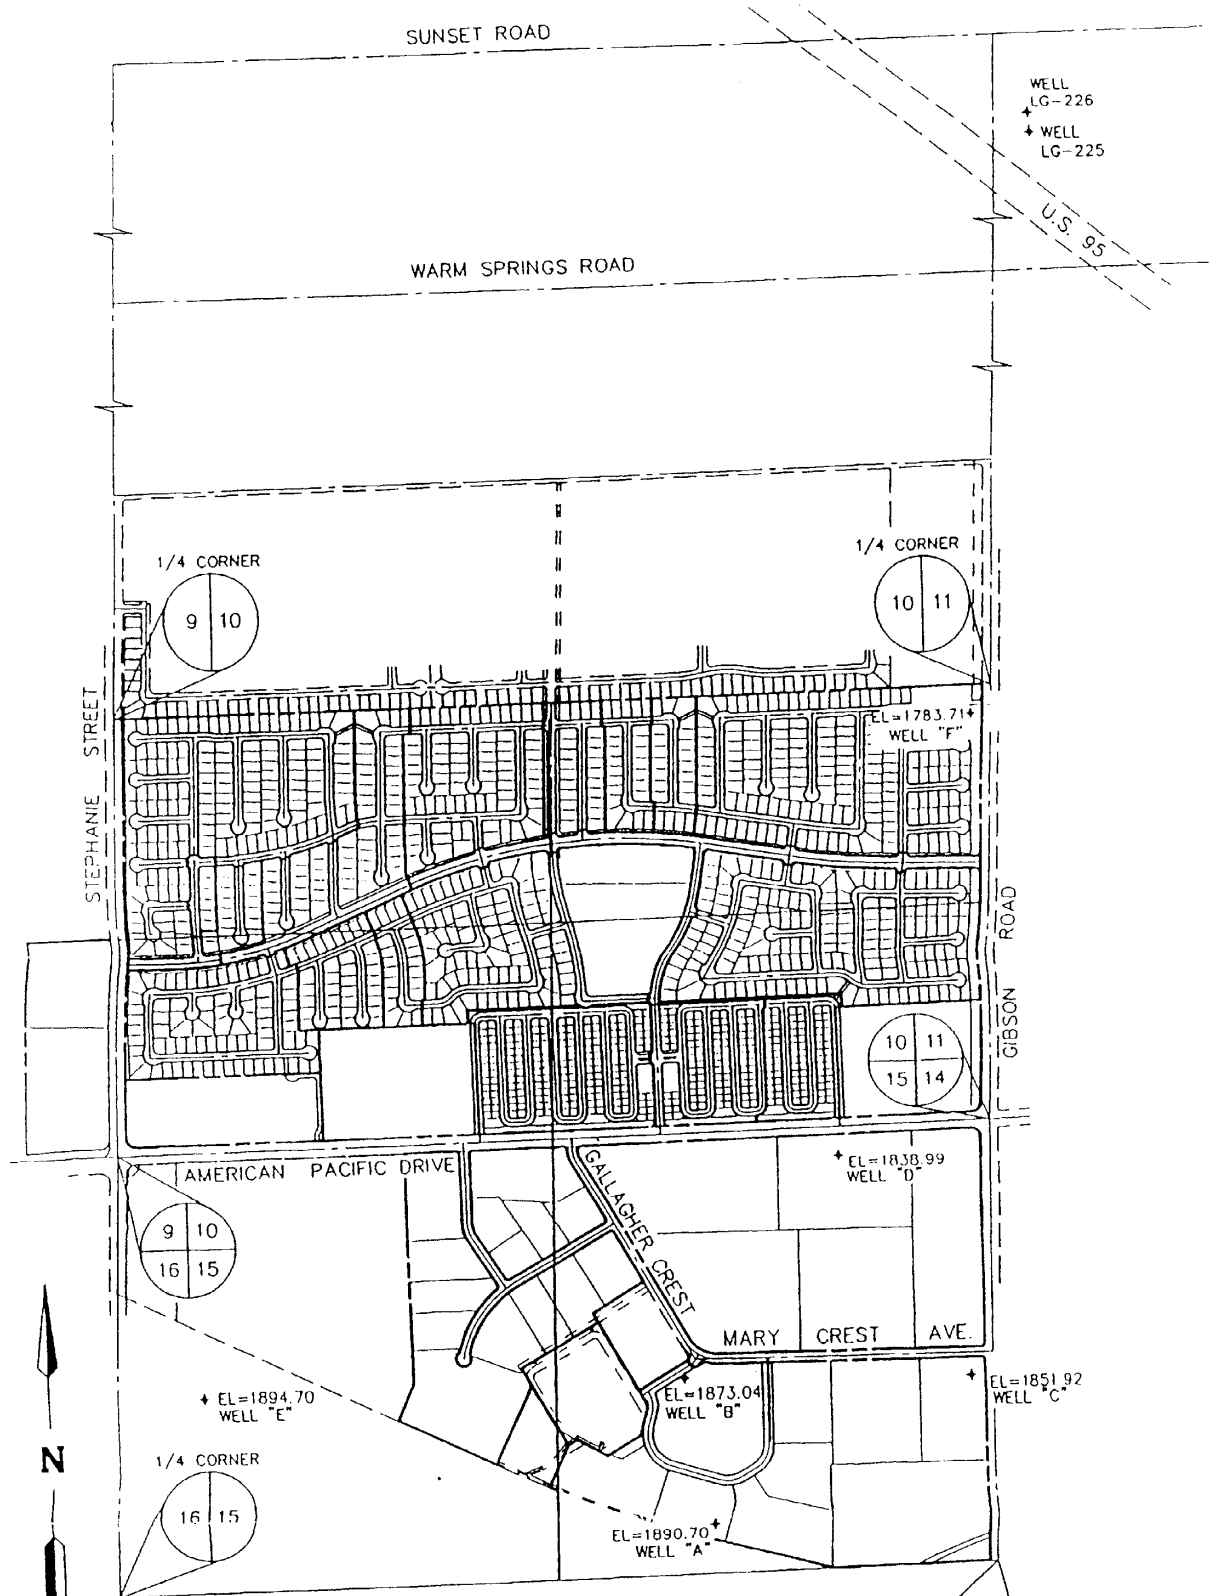 SUNSET ROAD
WELL
LG-226
WELL
LG-225
U.S. 95
WARM SPRINGS ROAD
1/4 CORNER
9 10
1/4 CORNER
10 11
STEPHANE STREET
EL=1783.71
WELL "F"
GIBSON ROAD
10 11
15 14
AMERICAN PACIFIC DRIVE
GALLAGHER CREST
EL=1838.99
WELL "D"
9 10
16 15
MARY CREST AVE.
EL=1894.70
WELL "E"
EL=1873.04
WELL "B"
EL=1851.92
WELL "C"
N
1/4 CORNER
16 15
EL=1890.70
WELL "A"